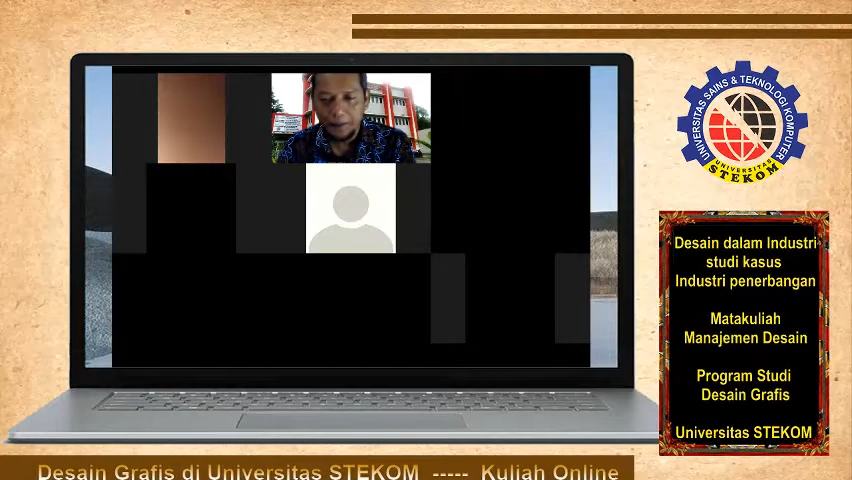 UNIVERSITAS SAINS & TEKNOLOGI KOMPUTER
UNIVERSITAS
STEKOM
Desain dalam Industri
studi kasus
Industri penerbangan
Matakuliah
Manajemen Desain
Program Studi
Desain Grafis
Universitas STEKOM
Desain Grafis di Universitas STEKOM ----- Kuliah Online